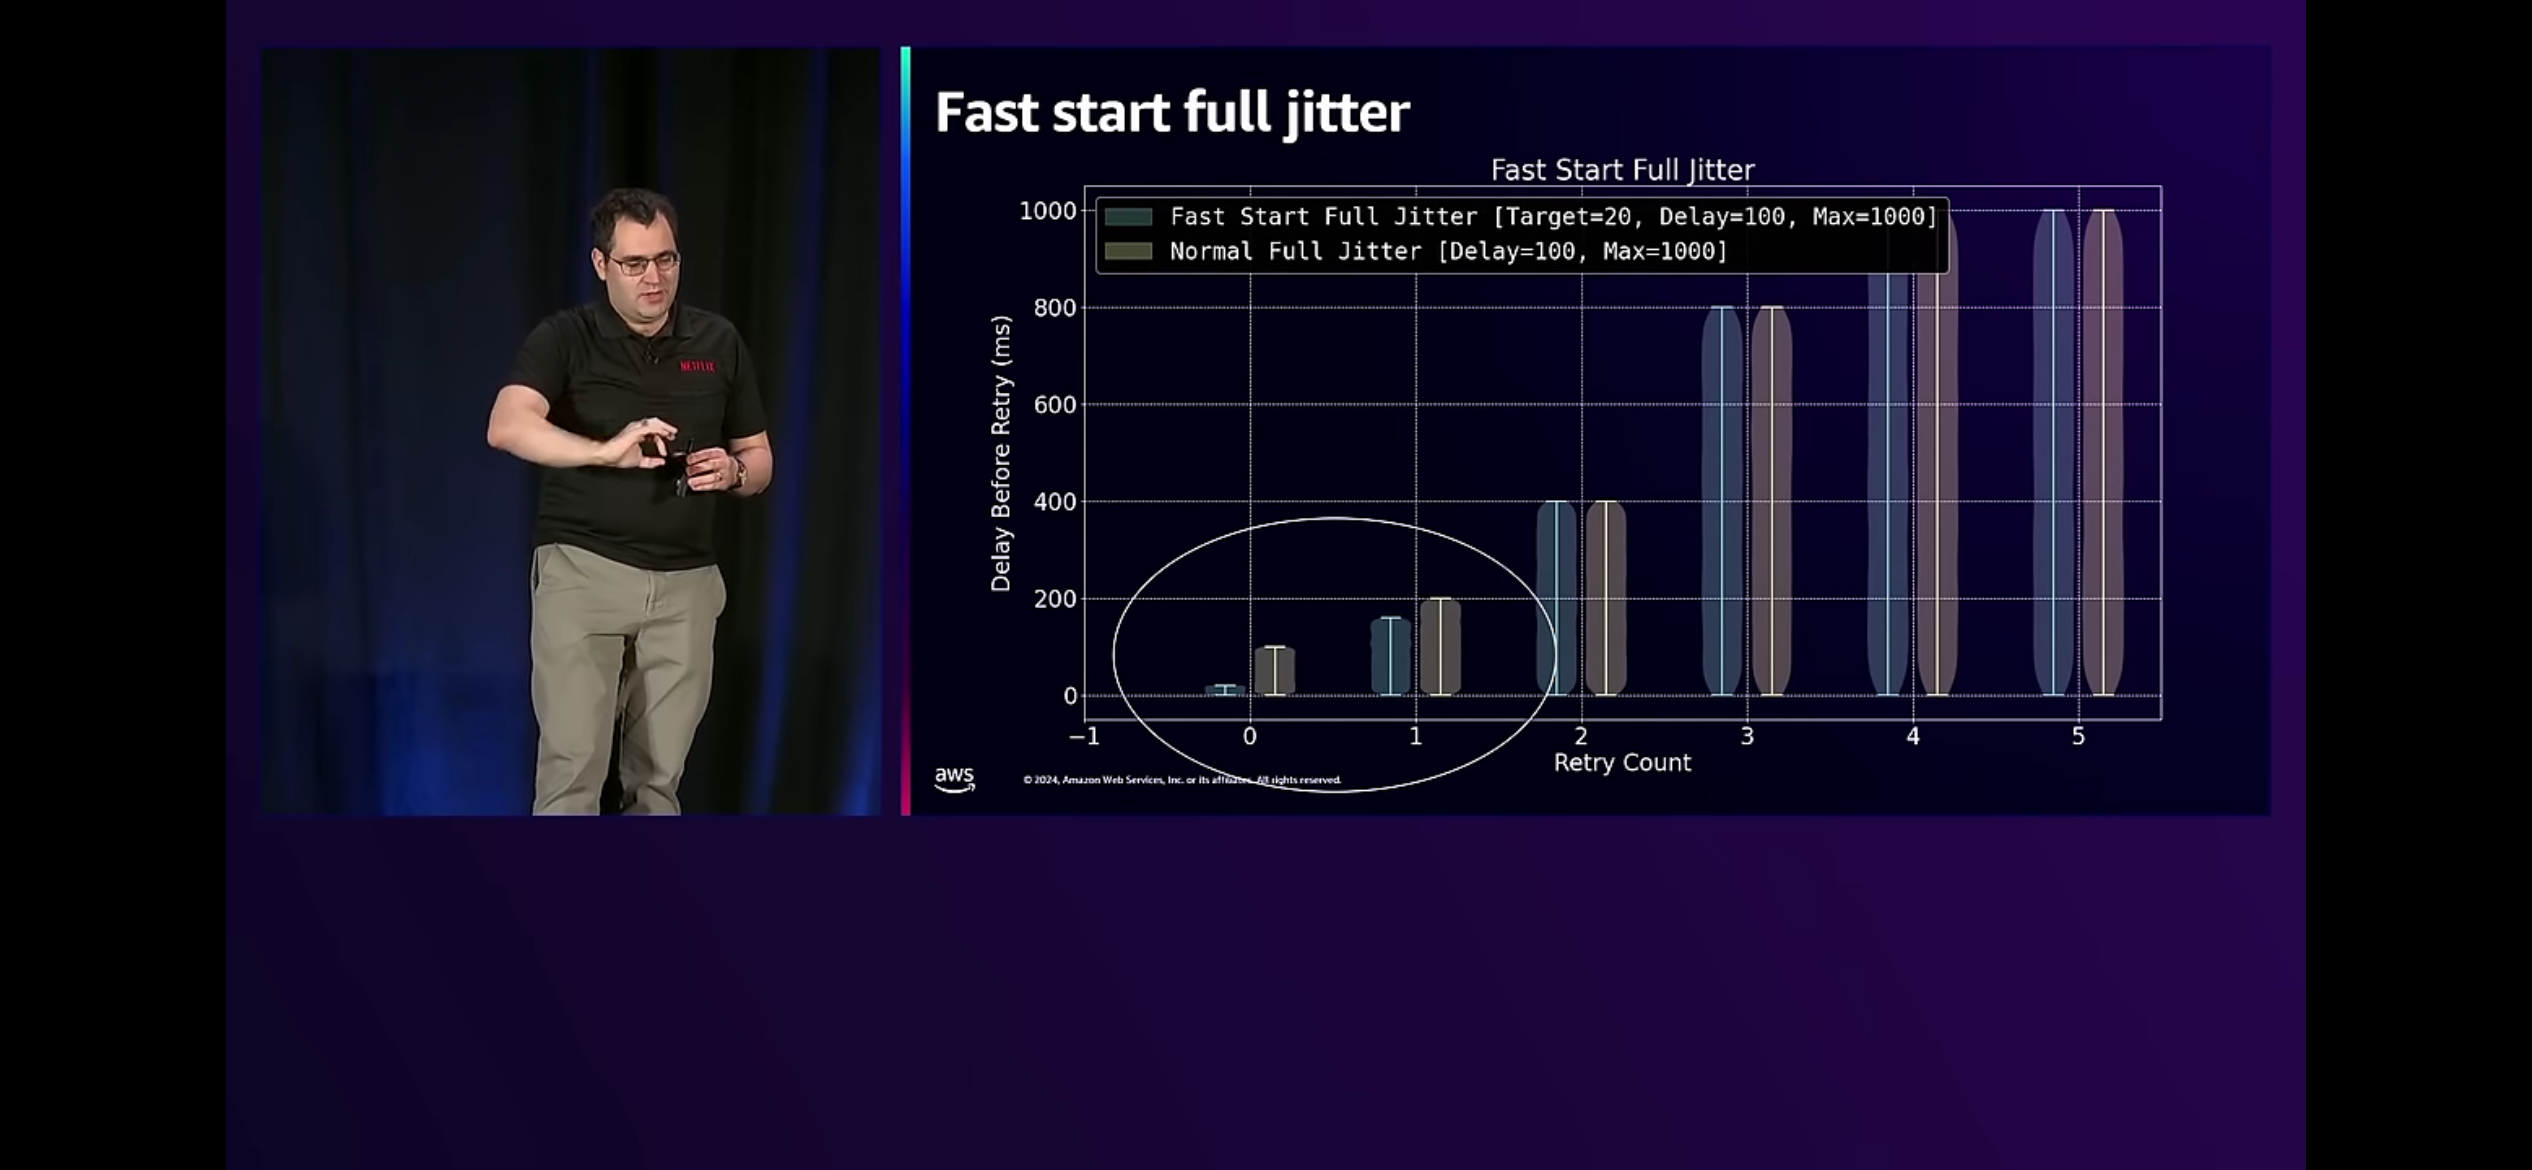 NETFLIX
Fast start full jitter
Fast Start Full Jitter
Fast Start Full Jitter [Target=20, Delay=100, Max=1000]
Normal Full Jitter [Delay=100, Max=1000]
1000
800
600
400
200
0
Delay Before Retry (ms)
−1 0 1 2 3 4 5
Retry Count
aws
© 2024, Amazon Web Services, Inc. or its affiliates. All rights reserved.